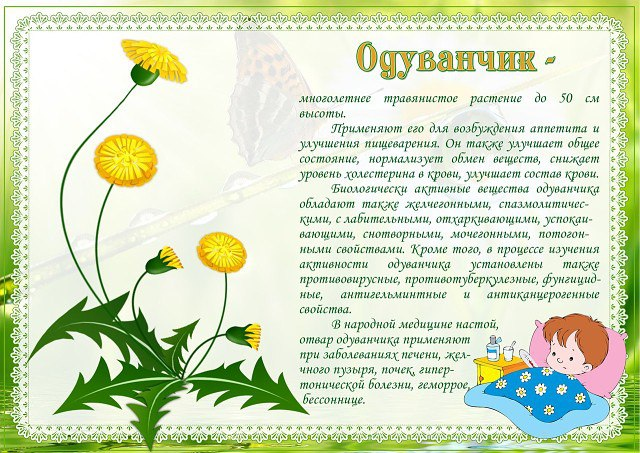 Одуванчик -
многолетнее травянистое растение до 50 см
высоты.
Применяют его для возбуждения аппетита и
улучшения пищеварения. Он также улучшает общее
состояние, нормализует обмен веществ, снижает
уровень холестерина в крови, улучшает состав крови.
Биологически активные вещества одуванчика
обладают также желчегонными, спазмолитичес-
кими, с лабительными, отхаркивающими, успокаи-
вающими, снотворными, мочегонными, потогон-
ными свойствами. Кроме того, в процессе изучения
активности одуванчика установлены также
противовирусные, противотуберкулезные, фунгицид-
ные, антигельминтные и антиканцерогенные
свойства.
В народной медицине настой,
отвар одуванчика применяют
при заболеваниях печени, жел-
чного пузыря, почек, гипер-
тонической болезни, геморрое,
бессоннице.